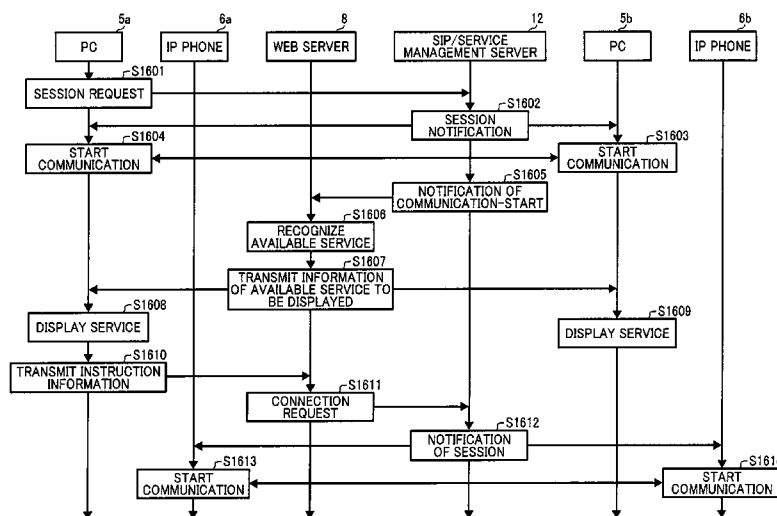 5a 6a 8 12 5b 6b
PC IP PHONE WEB SERVER SIP/SERVICE MANAGEMENT SERVER PC IP PHONE
S1601
SESSION REQUEST
S1602
SESSION NOTIFICATION
S1604
START COMMUNICATION
S1603
START COMMUNICATION
S1605
NOTIFICATION OF COMMUNICATION-START
S1606
RECOGNIZE AVAILABLE SERVICE
S1607
TRANSMIT INFORMATION OF AVAILABLE SERVICE TO BE DISPLAYED
S1608
DISPLAY SERVICE
S1609
DISPLAY SERVICE
S1610
TRANSMIT INSTRUCTION INFORMATION
S1611
CONNECTION REQUEST
S1612
NOTIFICATION OF SESSION
S1613
START COMMUNICATION
START COMMUNICATION